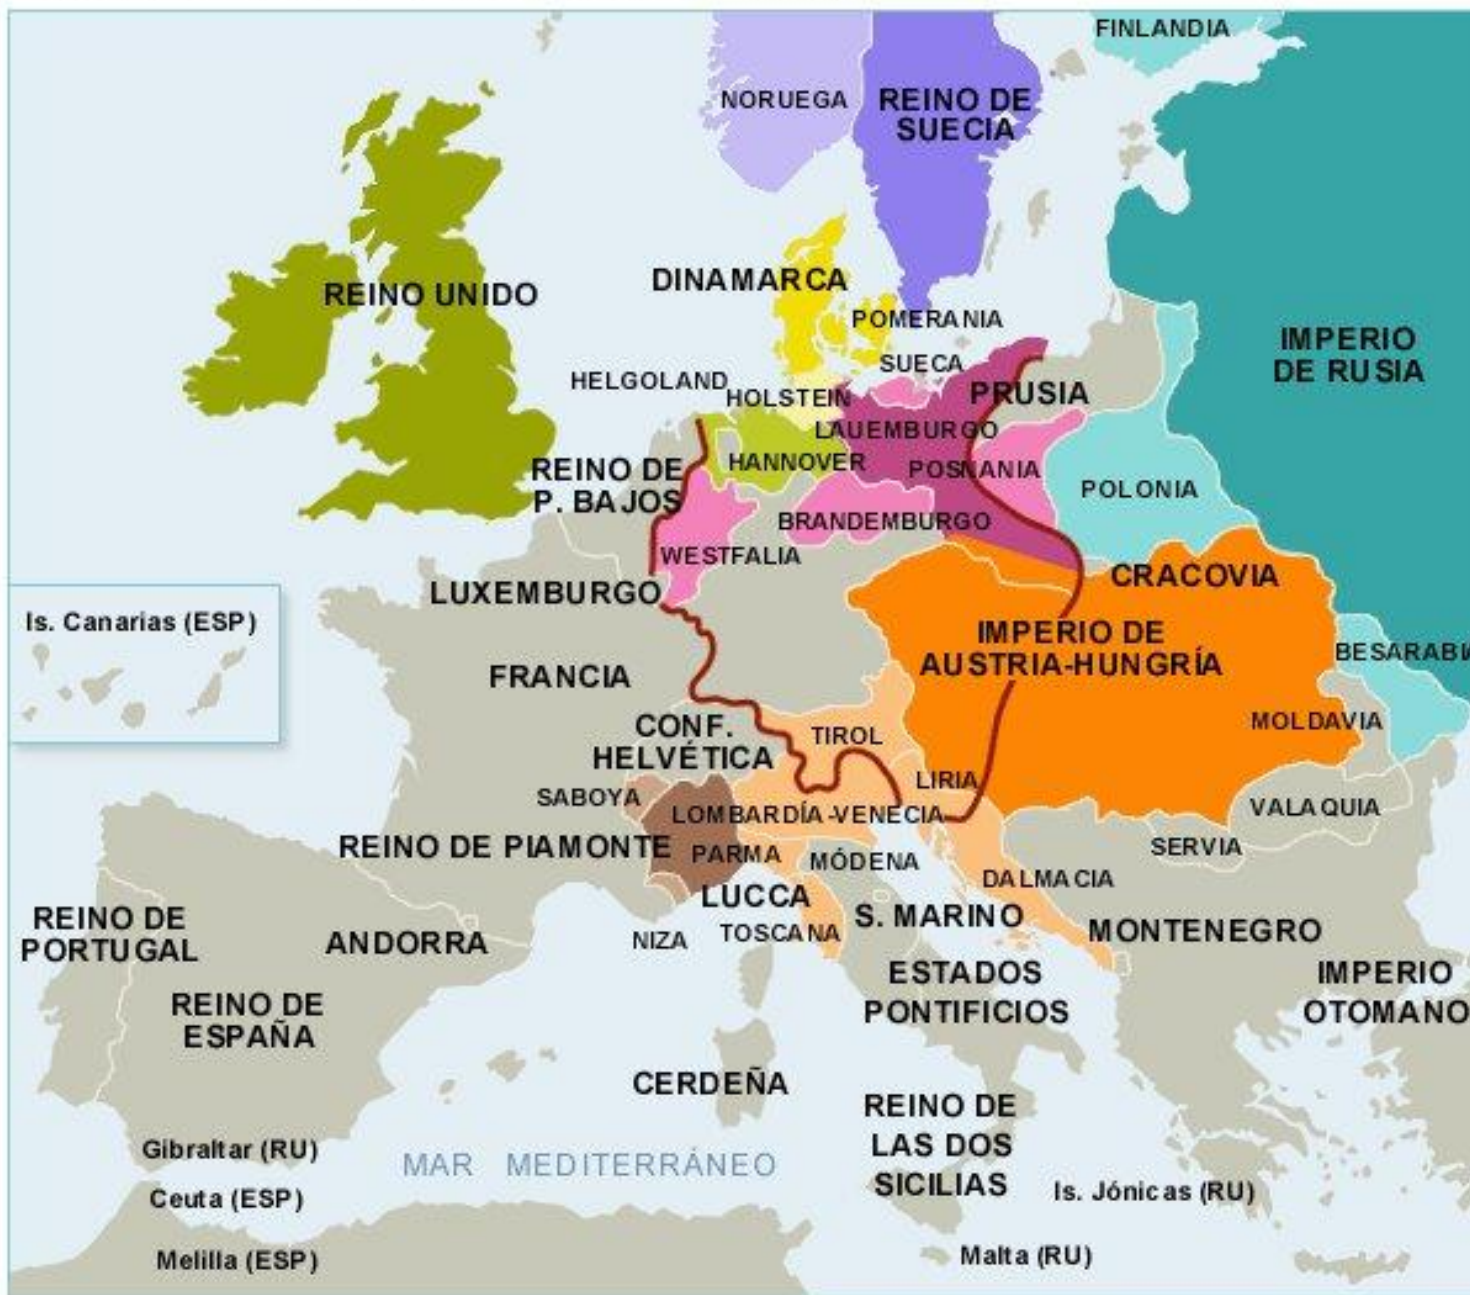 FINLANDIA
NORUEGA
REINO DE
SUECIA
DINAMARCA
REINO UNIDO
POMERANIA
SUECA
IMPERIO
DE RUSIA
HELGOLAND
HOLSTEIN
PRUSIA
LAUEMBURGO
HANNOVER
POSNANIA
REINO DE
P. BAJOS
POLONIA
BRANDEMBURGO
WESTFALIA
LUXEMBURGO
CRACOVIA
Is. Canarias (ESP)
IMPERIO DE
AUSTRIA-HUNGRÍA
BESARABIA
FRANCIA
CONF.
HELVÉTICA
TIROL
MOLDAVIA
LIRIA
SABOYA
LOMBARDÍA-VENECIA
VALAQUIA
REINO DE PIAMONTE
PARMA
MÓDENA
SERVIA
DALMACIA
LUCCA
REINO DE
PORTUGAL
ANDORRA
NIZA
TOSCANA
S. MARINO
MONTENEGRO
REINO DE
ESPAÑA
ESTADOS
PONTIFICIOS
IMPERIO
OTOMANO
CERDEÑA
REINO DE
LAS DOS
SICILIAS
Gibraltar (RU)
MAR MEDITERRÁNEO
Ceuta (ESP)
Is. Jónicas (RU)
Melilla (ESP)
Malta (RU)